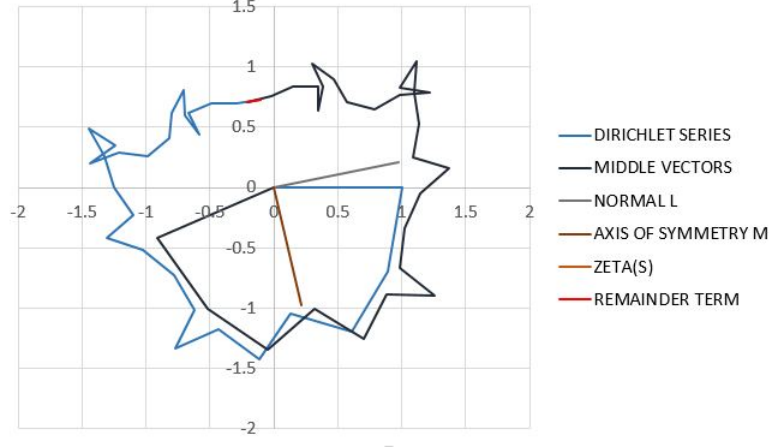 1.5
1
0.5
0
-2 -1.5 -1 -0.5 0 0.5 1 1.5 2
-0.5
-1
-1.5
-2
DIRICHLET SERIES
MIDDLE VECTORS
NORMAL L
AXIS OF SYMMETRY M
ZETA(S)
REMAINDER TERM